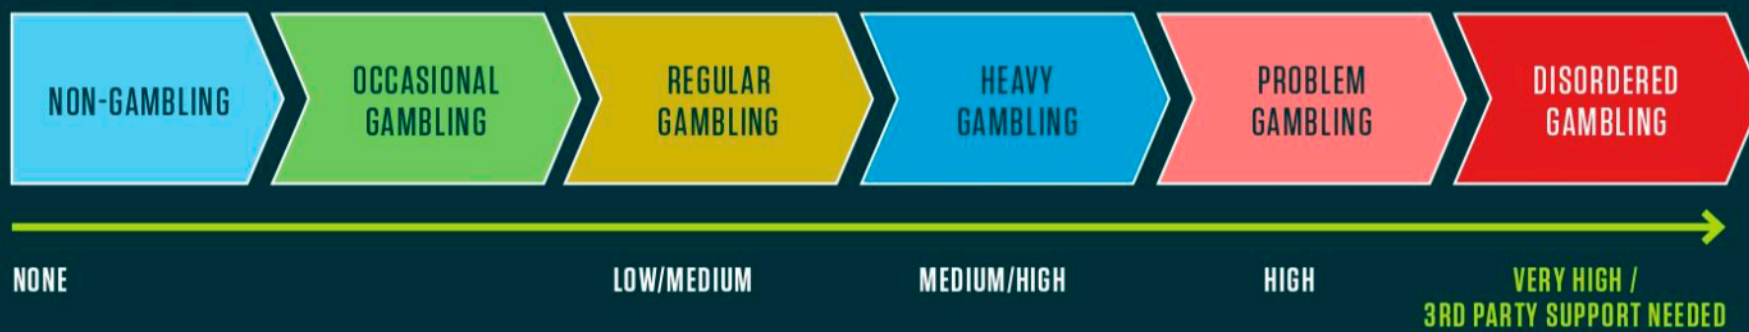 NON-GAMBLING
OCCASIONAL
GAMBLING
REGULAR
GAMBLING
HEAVY
GAMBLING
PROBLEM
GAMBLING
DISORDERED
GAMBLING
NONE
LOW/MEDIUM
MEDIUM/HIGH
HIGH
VERY HIGH /
3RD PARTY SUPPORT NEEDED